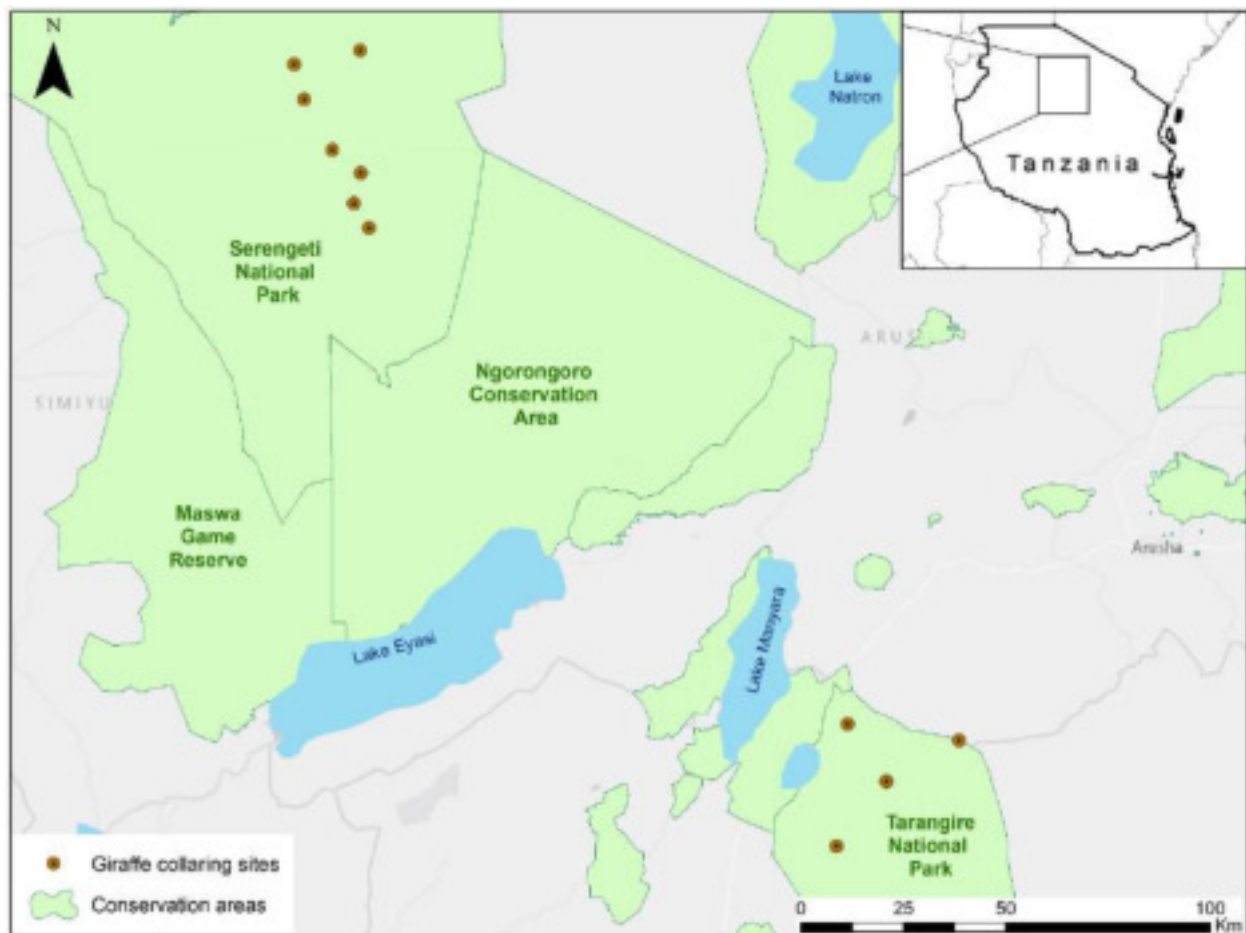 N
Lake
Natron
Tanzania
Serengeti
National
Park
ARUS
Ngorongoro
Conservation
Area
SIMIYU
Maswa
Game
Reserve
Arusha
Lake Eyasi
Lake Manyara
Tarangire
National
Park
Giraffe collaring sites
Conservation areas
0 25 50 100
Km